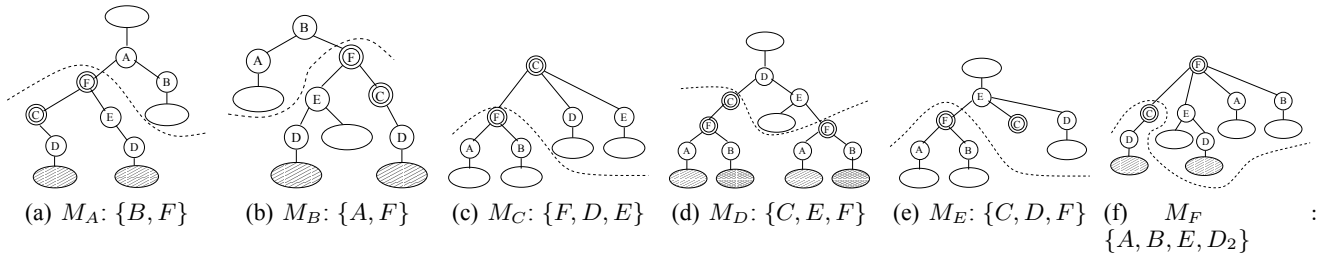 A
F
B
C
E
D
D
B
A
F
E
C
D
D
C
F
D
E
A
B
D
C
E
F
F
A
B
A
B
E
F
C
D
A
B
F
C
E
A
B
D
D
(a) M_A: {B, F}
(b) M_B: {A, F}
(c) M_C: {F, D, E}
(d) M_D: {C, E, F}
(e) M_E: {C, D, F}
(f) M_F :
{A, B, E, D_2}